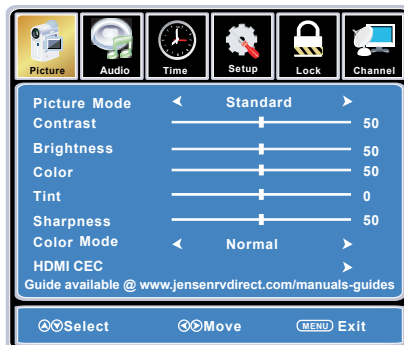 Picture Audio Time Setup Lock Channel
Picture Mode Standard
Contrast 50
Brightness 50
Color 50
Tint 0
Sharpness 50
Color Mode Normal
HDMI CEC
Guide available @ www.jensenrvdirect.com/manuals-guides
Select Move MENU Exit